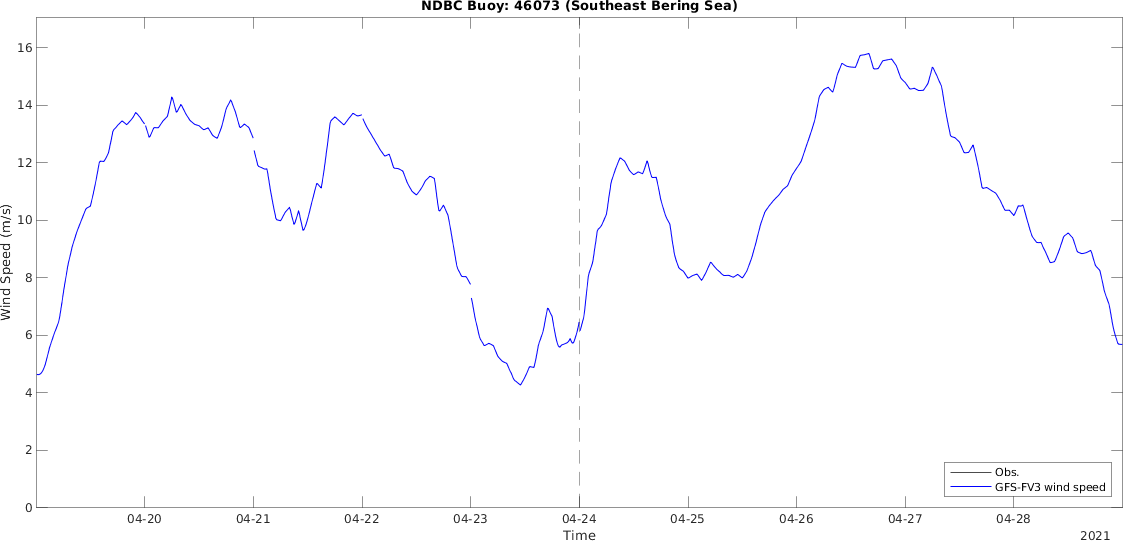 NDBC Buoy: 46073 (Southeast Bering Sea)
Wind Speed (m/s)
16
14
12
10
8
6
4
2
0
Obs.
GFS-FV3 wind speed
04-20 04-21 04-22 04-23 04-24 04-25 04-26 04-27 04-28
Time
2021